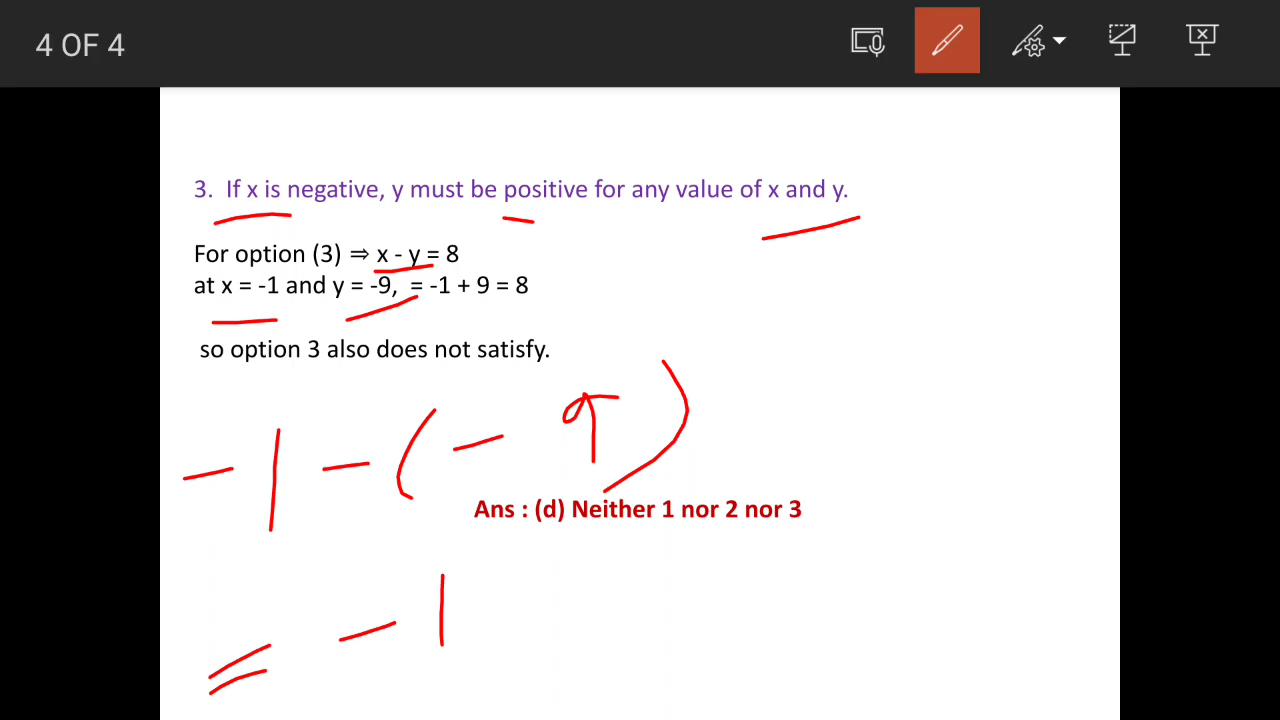 4 OF 4
3. If x is negative, y must be positive for any value of x and y.
For option (3) ⇒ x - y = 8
at x = -1 and y = -9, = -1 + 9 = 8
so option 3 also does not satisfy.
-1 - (-9)
Ans : (d) Neither 1 nor 2 nor 3
= -1